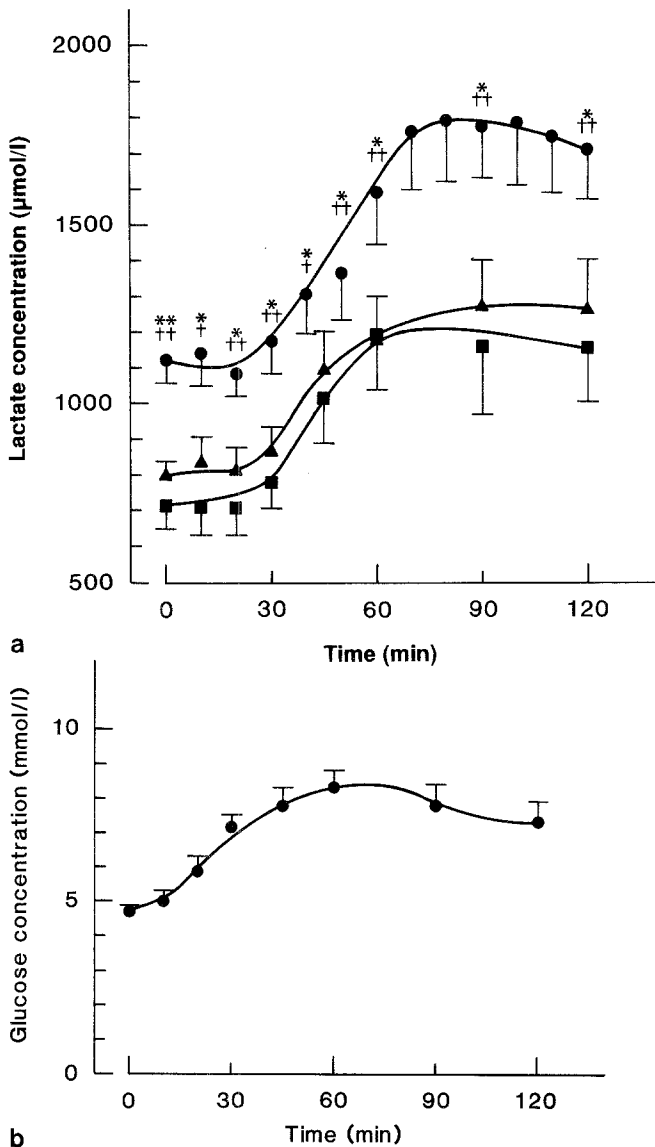 2000
1500
1000
500
Lactate concentration (μmol/l)
** †† * † * †† * †† * † * †† * †† * †† * ††
0 30 60 90 120
Time (min)
a
10
5
0
Glucose concentration (mmol/l)
0 30 60 90 120
Time (min)
b